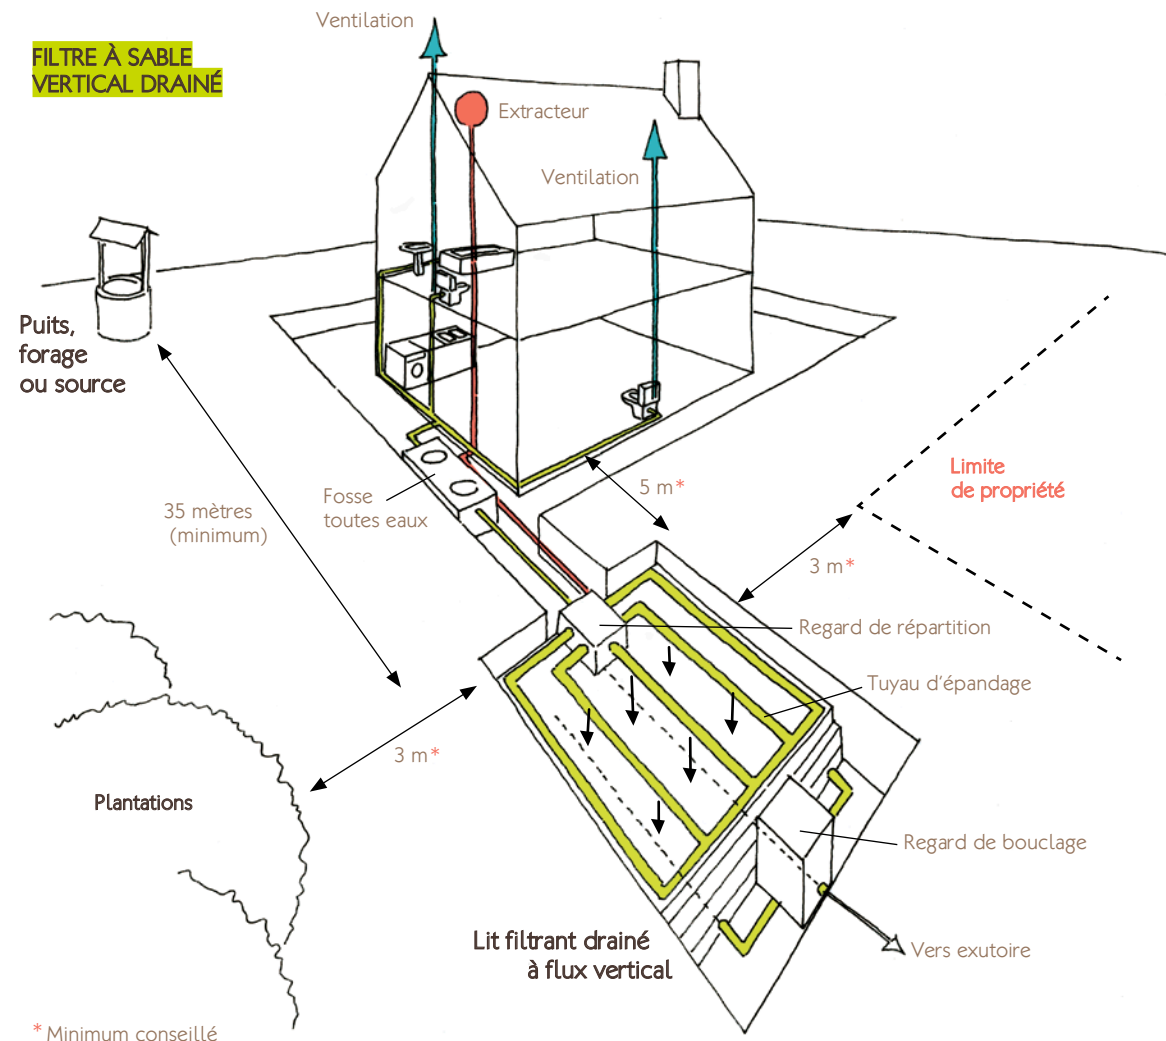 Ventilation
FILTRE À SABLE
VERTICAL DRAINÉ
Extracteur
Ventilation
Puits,
forage
ou source
Limite
de propriété
5 m*
Fosse
toutes eaux
35 mètres
(minimum)
3 m*
Regard de répartition
Tuyau d'épandage
3 m*
Plantations
Regard de bouclage
Lit filtrant drainé
à flux vertical
Vers exutoire
* Minimum conseillé